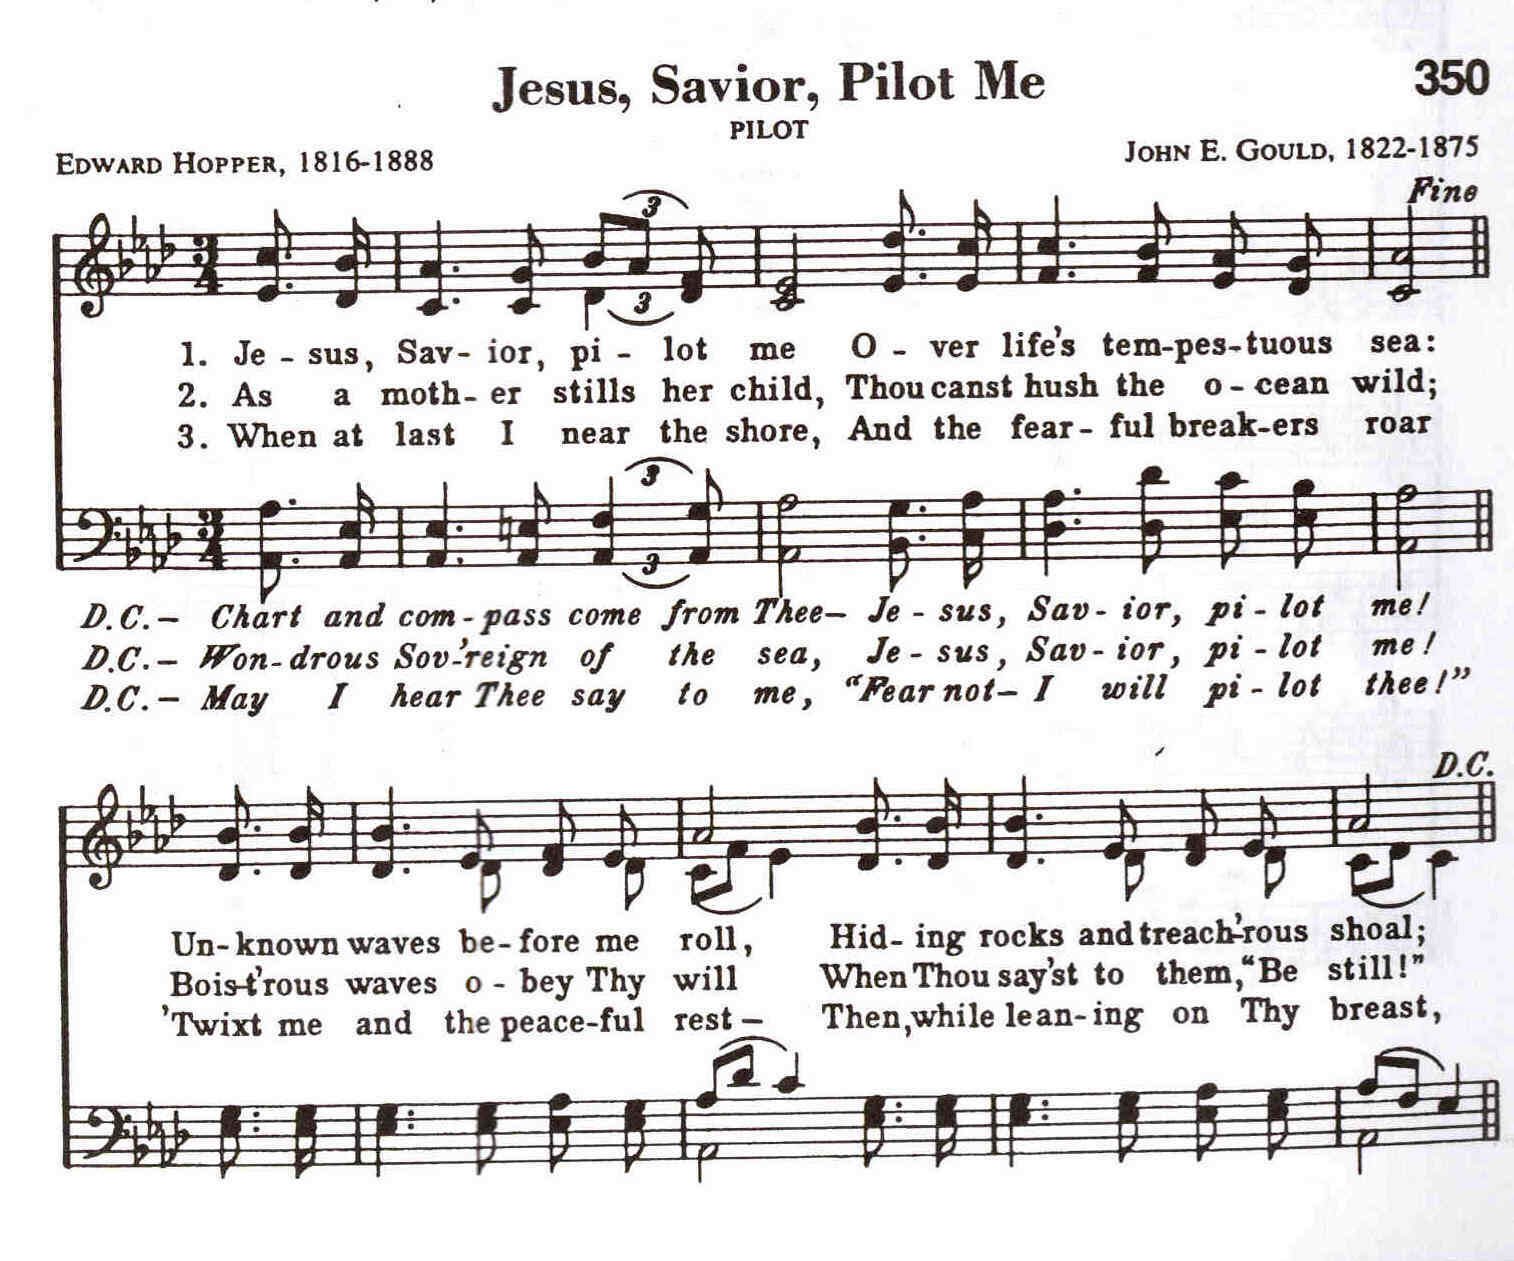 Jesus, Savior, Pilot Me 350
PILOT
EDWARD HOPPER, 1816-1888 JOHN E. GOULD, 1822-1875
Fine
3
3
3
4
1. Je - sus, Sav- ior, pi - lot me O - ver life's tem-pes-tuous sea:
2. As a moth- er stills her child, Thou canst hush the o - cean wild;
3. When at last I near the shore, And the fear- ful break-ers roar
3
3
4
3
D.C.— Chart and com - pass come from Thee— Je - sus, Sav - ior, pi - lot me!
D.C.— Won-drous Sov-'reign of the sea, Je - sus, Sav - ior, pi - lot me!
D.C.— May I hear Thee say to me, "Fear not— I will pi - lot thee!"
D.C.
Un- known waves be- fore me roll, Hid- ing rocks and treach-'rous shoal;
Bois-t'rous waves o - bey Thy will When Thou say'st to them, "Be still!"
'Twixt me and the peace-ful rest— Then, while lean- ing on Thy breast,